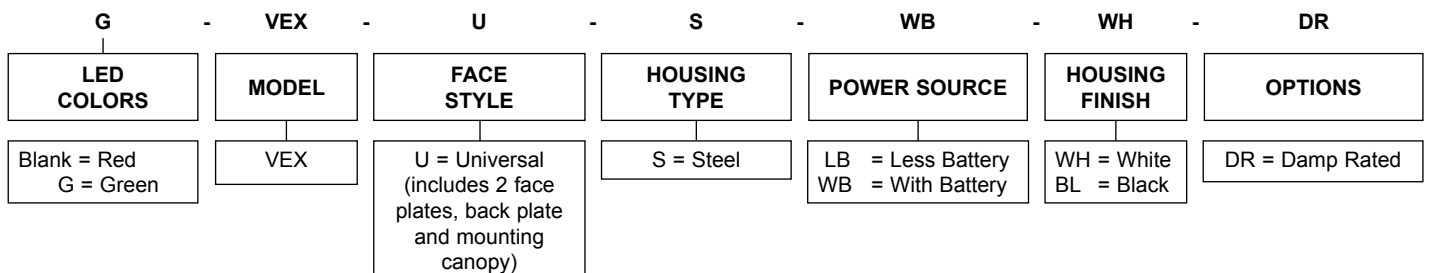 G - VEX - U - S - WB - WH - DR
LED
COLORS
MODEL
FACE
STYLE
HOUSING
TYPE
POWER SOURCE
HOUSING
FINISH
OPTIONS
Blank = Red
G = Green
VEX
U = Universal
(includes 2 face
plates, back plate
and mounting
canopy)
S = Steel
LB = Less Battery
WB = With Battery
WH = White
BL = Black
DR = Damp Rated